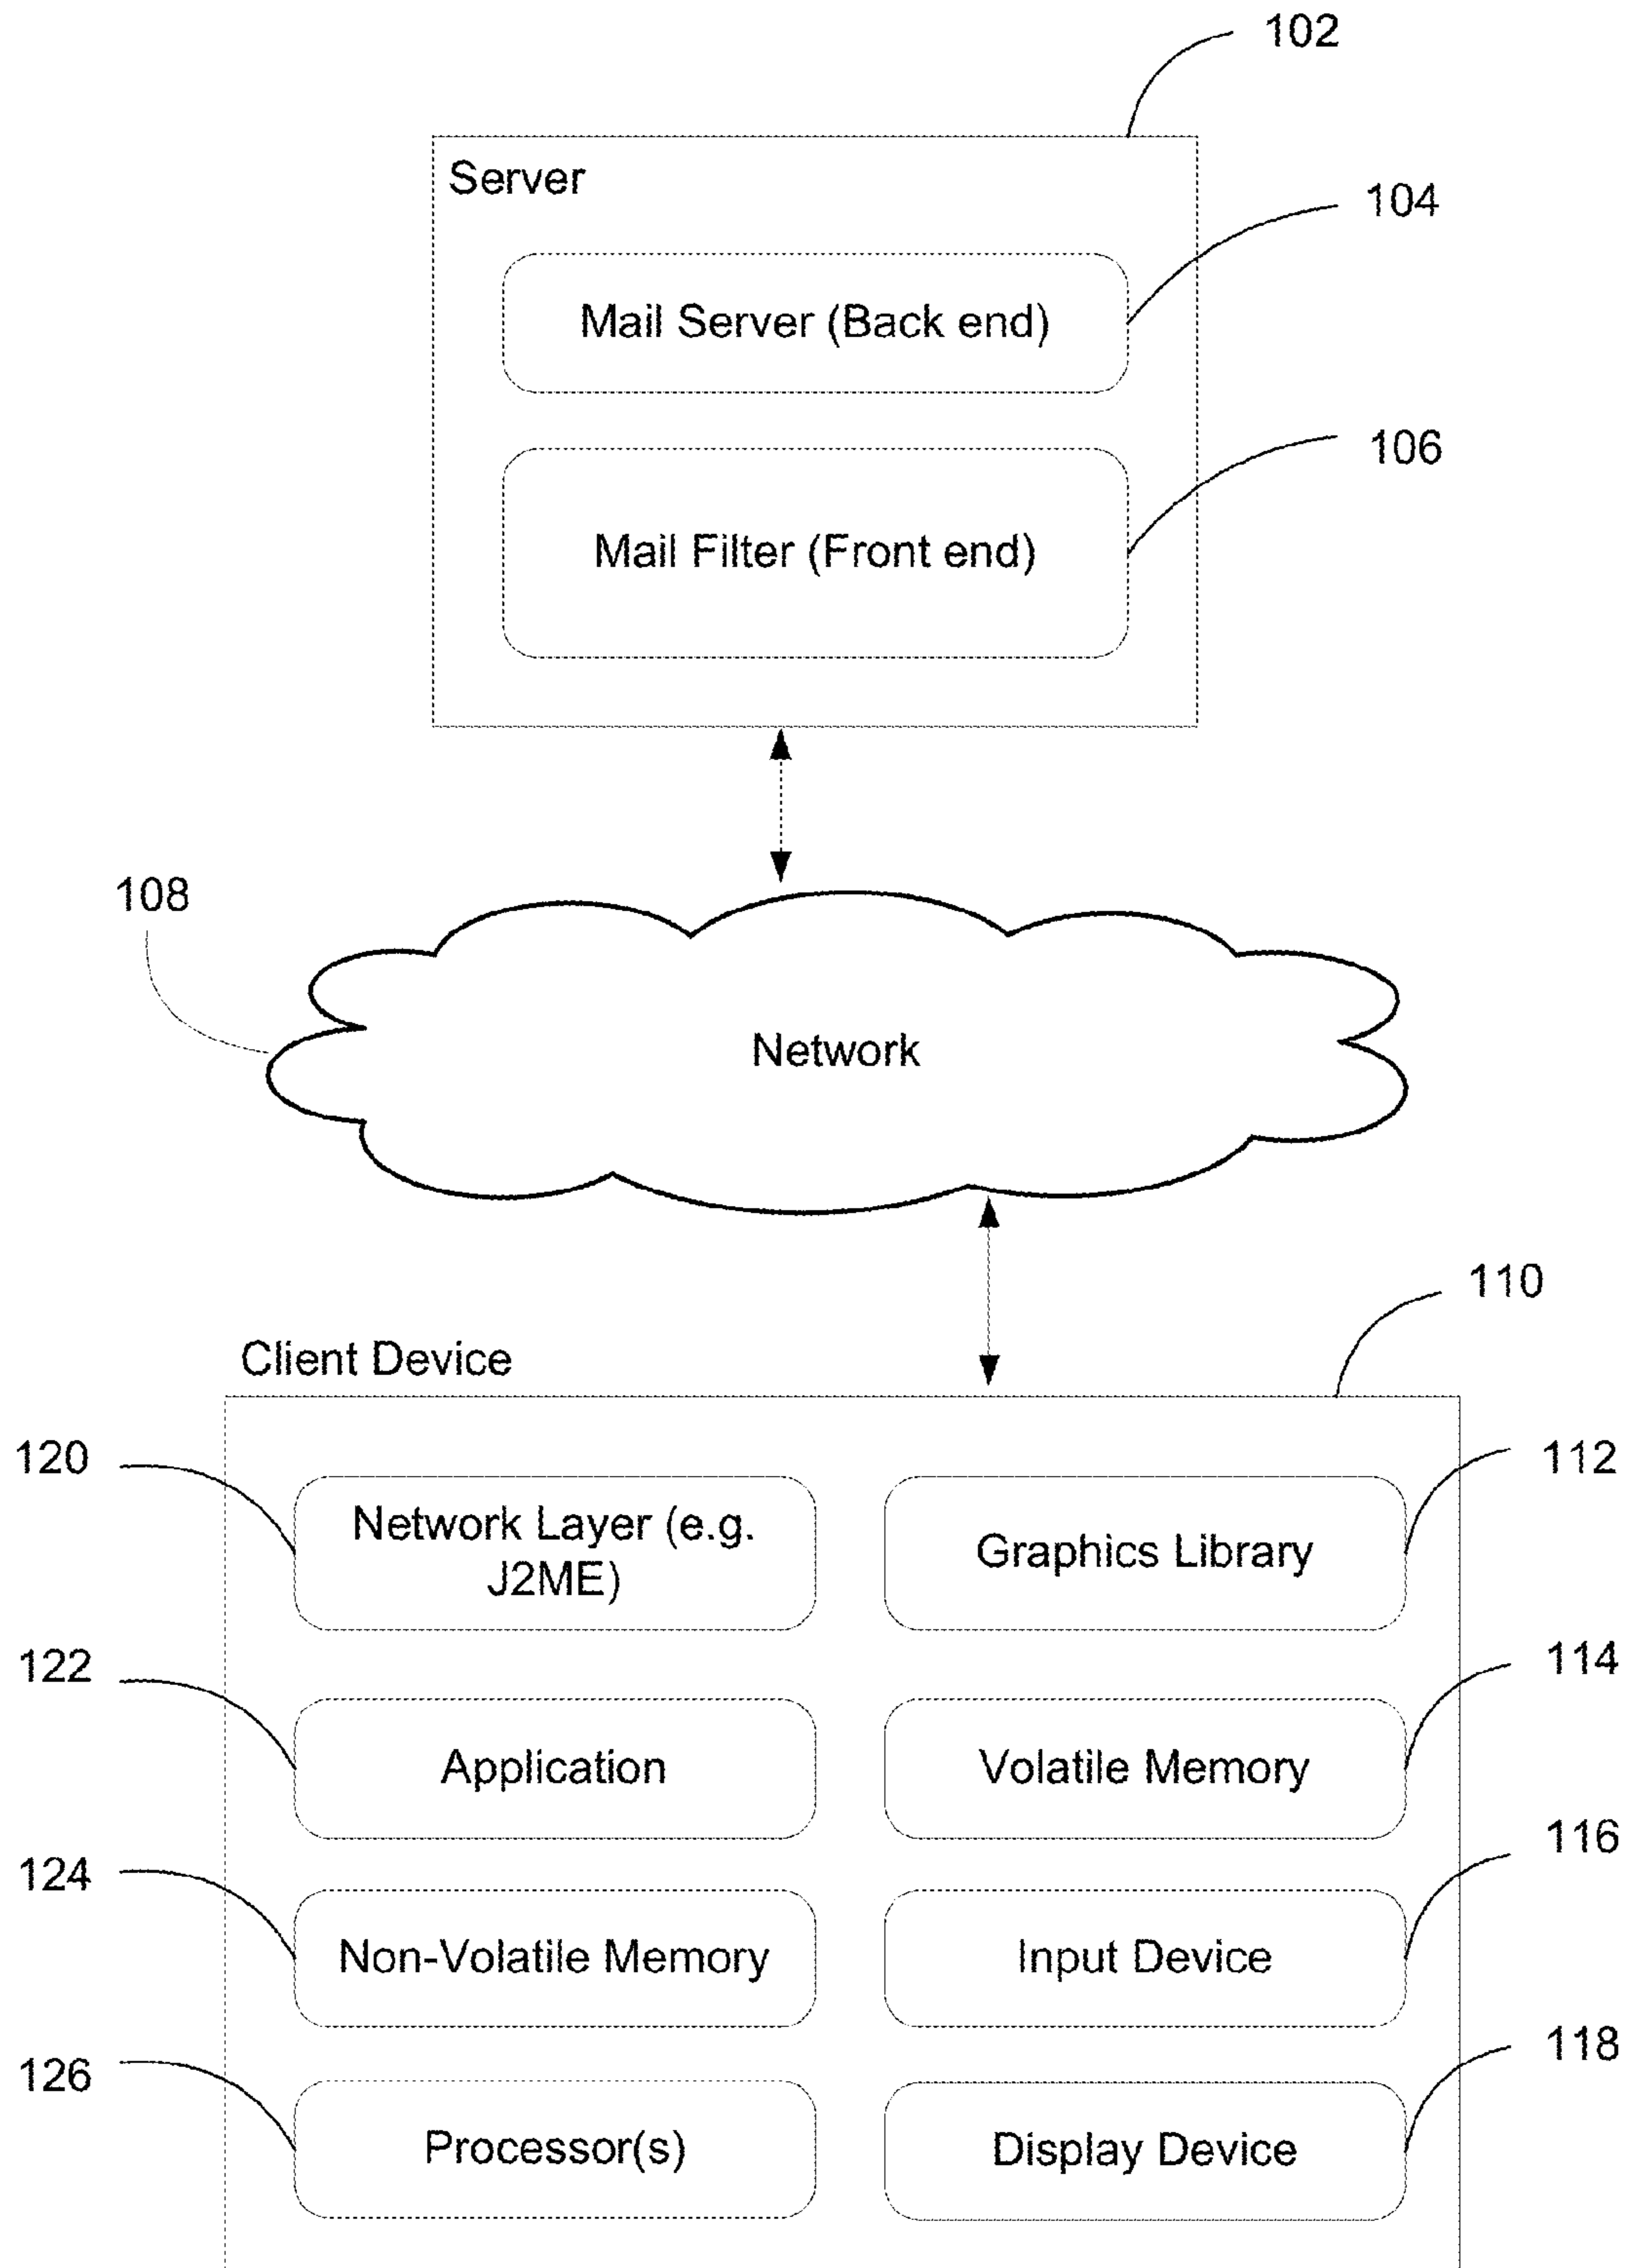 102
Server
104
Mail Server (Back end)
106
Mail Filter (Front end)
108
Network
110
Client Device
120
Network Layer (e.g.
J2ME)
112
Graphics Library
122
Application
114
Volatile Memory
124
Non-Volatile Memory
116
Input Device
126
Processor(s)
118
Display Device